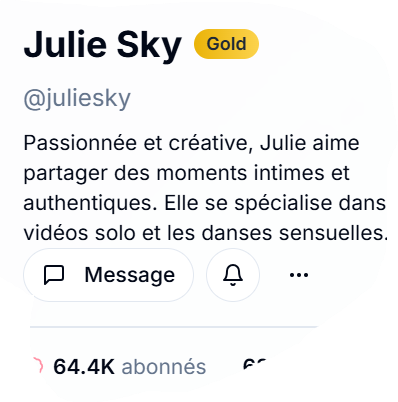 Julie Sky Gold
@juliesky
Passionnée et créative, Julie aime
partager des moments intimes et
authentiques. Elle se spécialise dans
vidéos solo et les danses sensuelles.
Message
64.4K abonnés